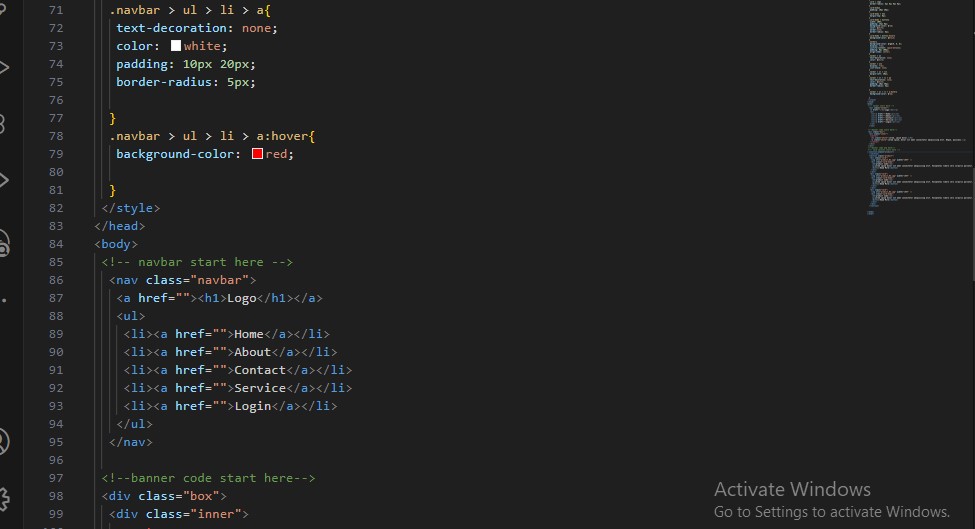 71 .navbar > ul > li > a{
72 text-decoration: none;
73 color: white;
74 padding: 10px 20px;
75 border-radius: 5px;
76
77 }
78 .navbar > ul > li > a:hover{
79 background-color: red;
80
81 }
82 </style>
83 </head>
84 <body>
85 <!-- navbar start here -->
86 <nav class="navbar">
87 <a href=""><h1>Logo</h1></a>
88 <ul>
89 <li><a href="">Home</a></li>
90 <li><a href="">About</a></li>
91 <li><a href="">Contact</a></li>
92 <li><a href="">Service</a></li>
93 <li><a href="">Login</a></li>
94 </ul>
95 </nav>
96
97 <!--banner code start here-->
98 <div class="box">
99 <div class="inner">
Activate Windows
Go to Settings to activate Windows.